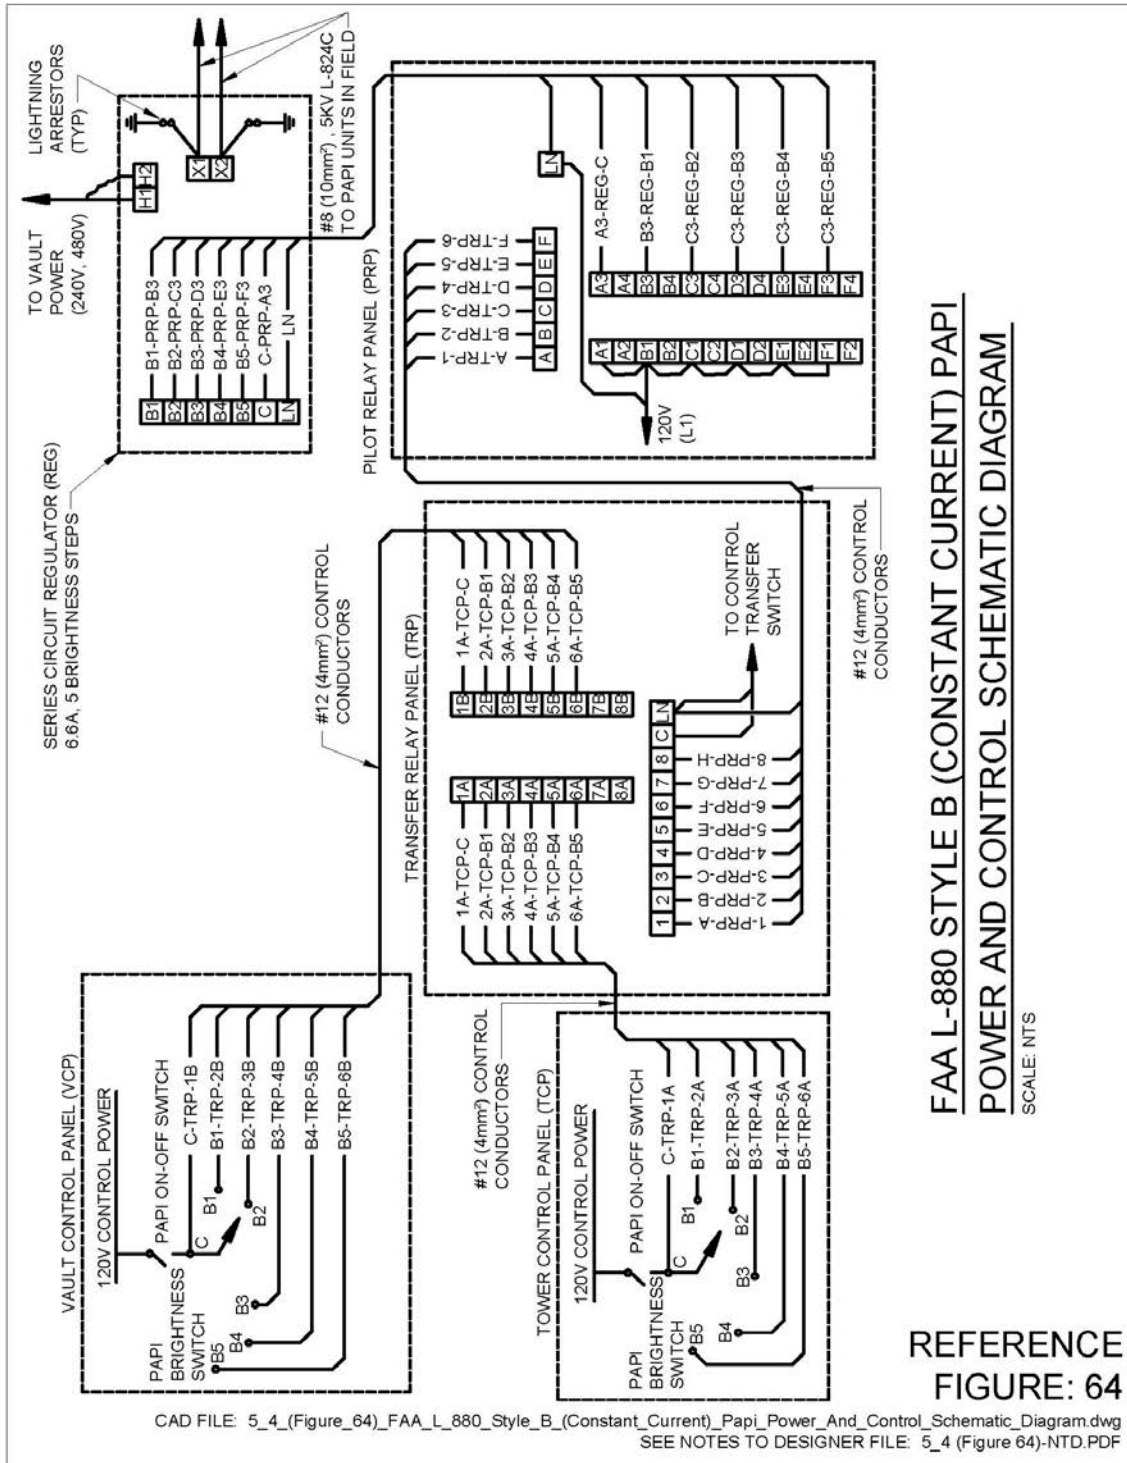 LIGHTNING
ARRESTORS
(TYP)
TO VAULT
POWER
(240V, 480V)
H1
H2
X1
X2
#8 (10mm²) , 5KV L-824C
TO PAPI UNITS IN FIELD
SERIES CIRCUIT REGULATOR (REG)
6.6A, 5 BRIGHTNESS STEPS
B1
B2
B3
B4
B5
C
LN
B1-PRP-B3
B2-PRP-C3
B3-PRP-D3
B4-PRP-E3
B5-PRP-F3
C-PRP-A3
LN
PILOT RELAY PANEL (PRP)
A-TRP-1
B-TRP-2
C-TRP-3
D-TRP-4
E-TRP-5
F-TRP-6
A
B
C
D
E
F
LN
120V
(L1)
A1
A2
B1
B2
C1
C2
D1
D2
E1
E2
F1
F2
A3
A4
B3
B4
C3
C4
D3
D4
E3
E4
F3
F4
A3-REG-C
B3-REG-B1
C3-REG-B2
C3-REG-B3
C3-REG-B4
C3-REG-B5
#12 (4mm²) CONTROL
CONDUCTORS
TRANSFER RELAY PANEL (TRP)
1A-TCP-C
2A-TCP-B1
3A-TCP-B2
4A-TCP-B3
5A-TCP-B4
6A-TCP-B5
1A
2A
3A
4A
5A
6A
7A
8A
1B
2B
3B
4B
5B
6B
7B
8B
1A-TCP-C
2A-TCP-B1
3A-TCP-B2
4A-TCP-B3
5A-TCP-B4
6A-TCP-B5
1
2
3
4
5
6
7
8
C
LN
1-PRP-A
2-PRP-B
3-PRP-C
4-PRP-D
5-PRP-E
6-PRP-F
7-PRP-G
8-PRP-H
TO CONTROL
TRANSFER
SWITCH
#12 (4mm²) CONTROL
CONDUCTORS
VAULT CONTROL PANEL (VCP)
120V CONTROL POWER
PAPI ON-OFF SWITCH
PAPI
BRIGHTNESS
SWITCH
C
B1
B2
B3
B4
B5
C-TRP-1B
B1-TRP-2B
B2-TRP-3B
B3-TRP-4B
B4-TRP-5B
B5-TRP-6B
#12 (4mm²) CONTROL
CONDUCTORS
TOWER CONTROL PANEL (TCP)
120V CONTROL POWER
PAPI ON-OFF SWITCH
PAPI
BRIGHTNESS
SWITCH
C
B1
B2
B3
B4
B5
C-TRP-1A
B1-TRP-2A
B2-TRP-3A
B3-TRP-4A
B4-TRP-5A
B5-TRP-6A
FAA L-880 STYLE B (CONSTANT CURRENT) PAPI
POWER AND CONTROL SCHEMATIC DIAGRAM
SCALE: NTS
REFERENCE
FIGURE: 64
CAD FILE: 5_4_(Figure_64)_FAA_L_880_Style_B_(Constant_Current)_Papi_Power_And_Control_Schematic_Diagram.dwg
SEE NOTES TO DESIGNER FILE: 5_4 (Figure 64)-NTD.PDF